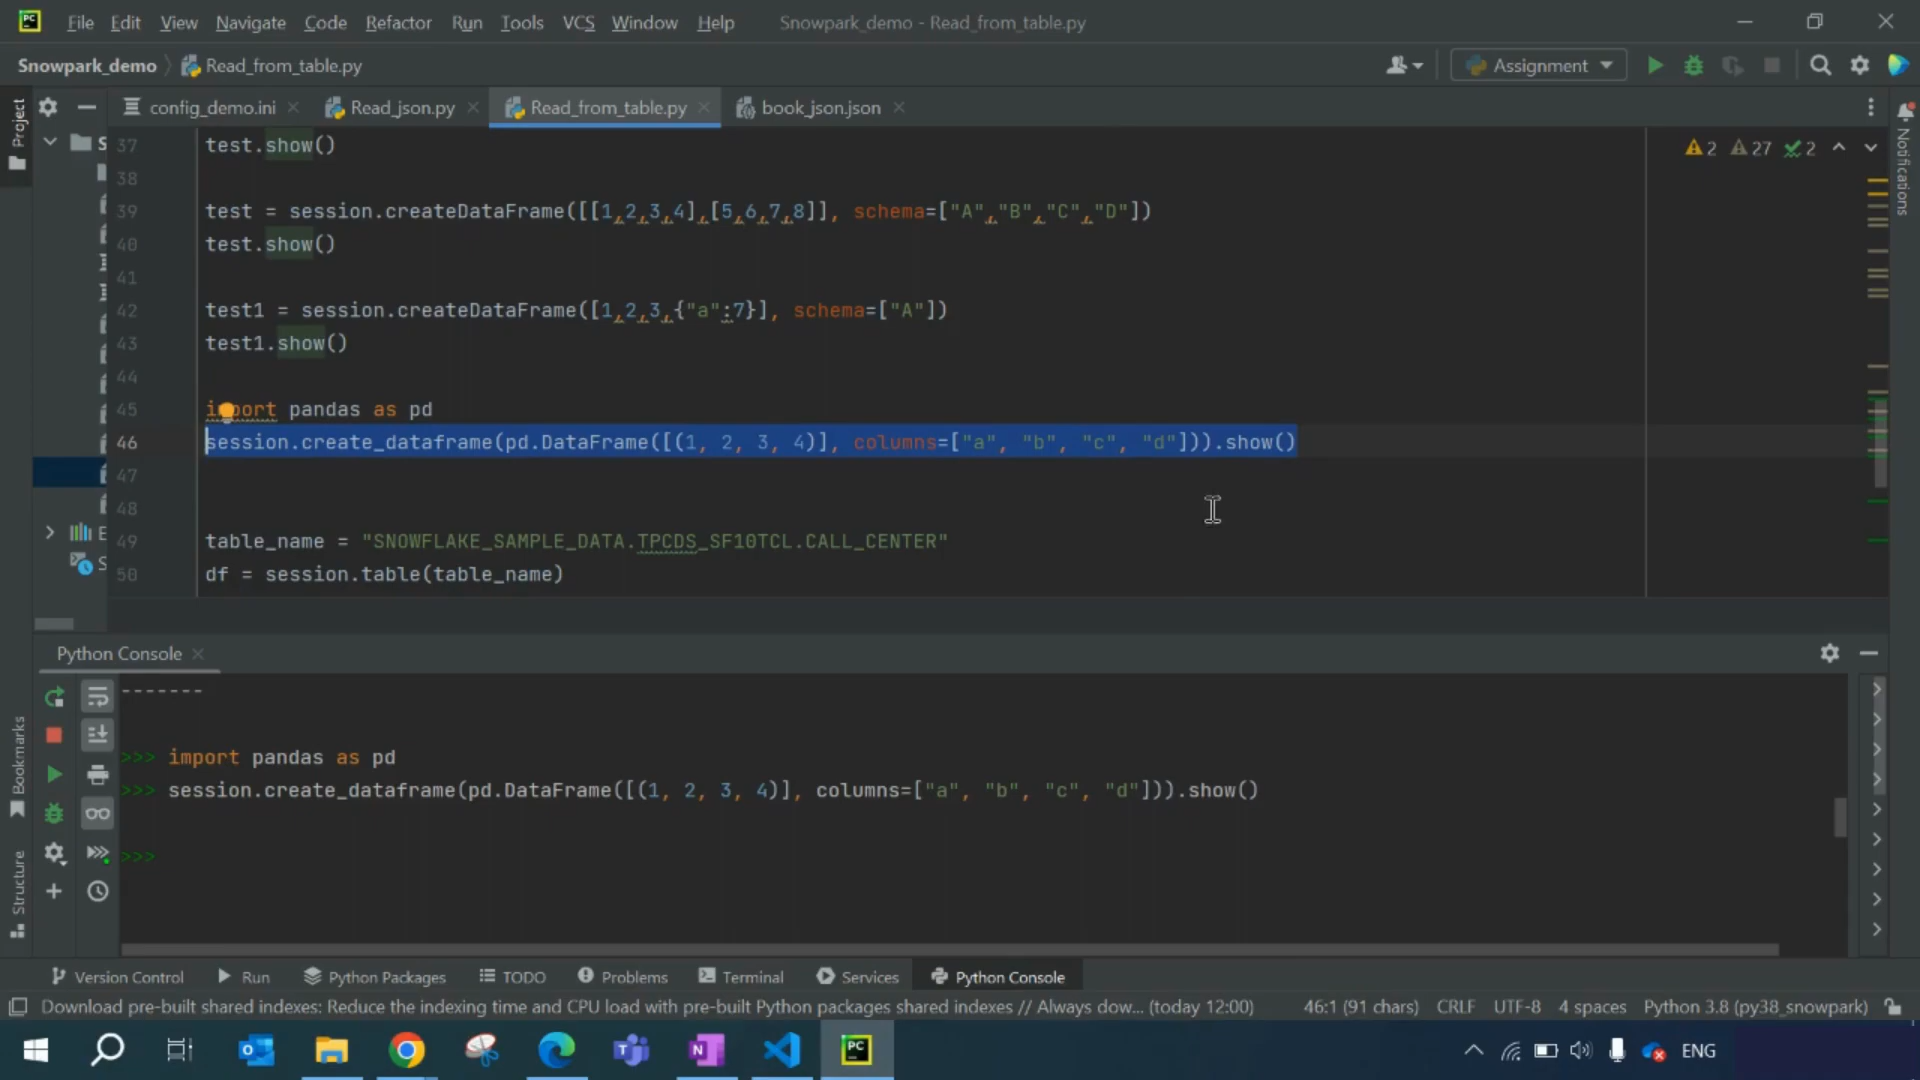 PC File Edit View Navigate Code Refactor Run Tools VCS Window Help Snowpark_demo - Read_from_table.py
Snowpark_demo Read_from_table.py Assignment
config_demo.ini Read_json.py Read_from_table.py book_json.json
Project
Notifications
2 27 2
37 test.show()
38
39 test = session.createDataFrame([[1,2,3,4],[5,6,7,8]], schema=["A","B","C","D"])
40 test.show()
41
42 test1 = session.createDataFrame([1,2,3,{"a":7}], schema=["A"])
43 test1.show()
44
45 import pandas as pd
46 session.create_dataframe(pd.DataFrame([(1, 2, 3, 4)], columns=["a", "b", "c", "d"])).show()
47
48
49 table_name = "SNOWFLAKE_SAMPLE_DATA.TPCDS_SF10TCL.CALL_CENTER"
50 df = session.table(table_name)
Python Console
-------
>>> import pandas as pd
>>> session.create_dataframe(pd.DataFrame([(1, 2, 3, 4)], columns=["a", "b", "c", "d"])).show()
>>>
Bookmarks
Structure
Version Control Run Python Packages TODO Problems Terminal Services Python Console
Download pre-built shared indexes: Reduce the indexing time and CPU load with pre-built Python packages shared indexes // Always dow... (today 12:00) 46:1 (91 chars) CRLF UTF-8 4 spaces Python 3.8 (py38_snowpark)
PC ENG